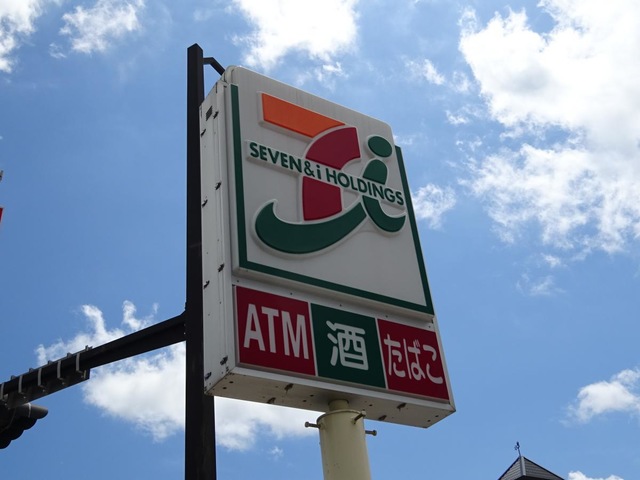 SEVEN&i HOLDINGS
ATM 酒 たばこ